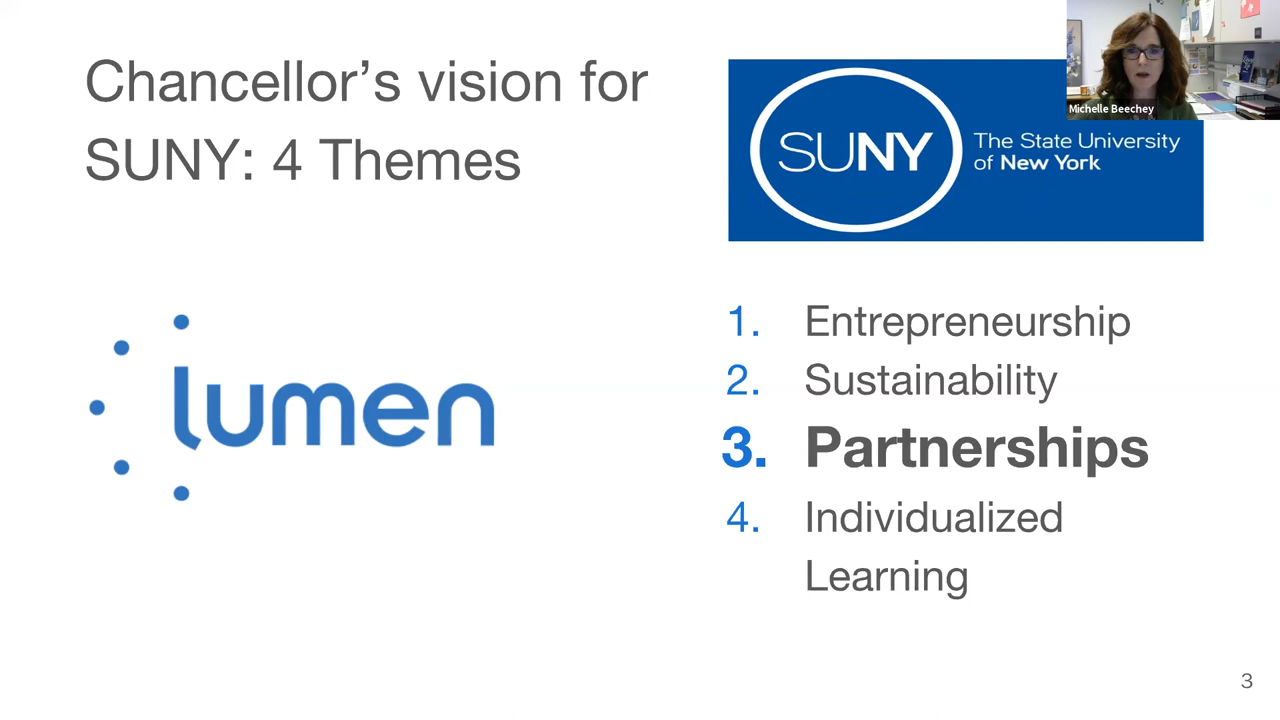 Chancellor’s vision for
SUNY: 4 Themes
SUNY
The State University
of New York
Michelle Beechey
lumen
1. Entrepreneurship
2. Sustainability
3. Partnerships
4. Individualized
Learning
3